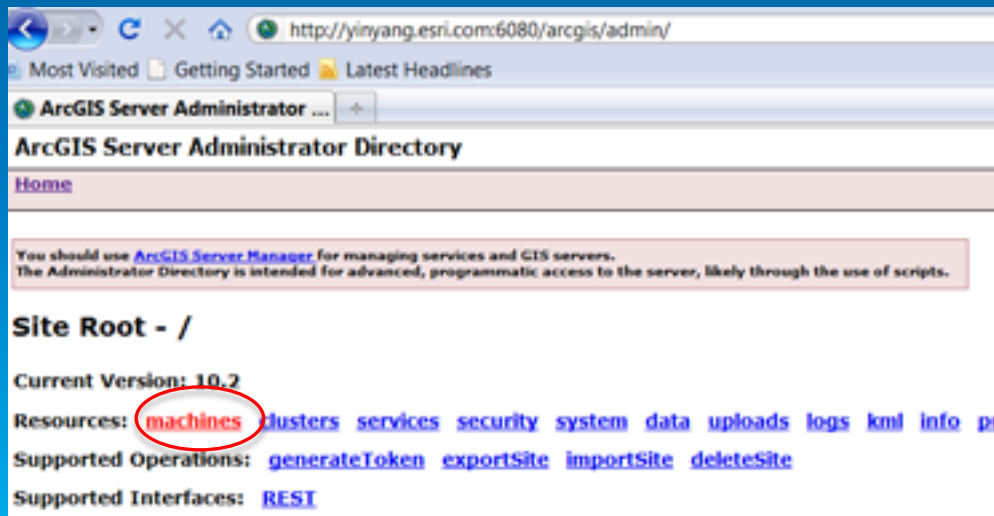 http://yinyang.esri.com:6080/arcgis/admin/
Most Visited Getting Started Latest Headlines
ArcGIS Server Administrator ...
ArcGIS Server Administrator Directory
Home
You should use ArcGIS Server Manager for managing services and GIS servers.
The Administrator Directory is intended for advanced, programmatic access to the server, likely through the use of scripts.
Site Root - /
Current Version: 10.2
Resources: machines clusters services security system data uploads logs kml info
Supported Operations: generateToken exportSite importSite deleteSite
Supported Interfaces: REST